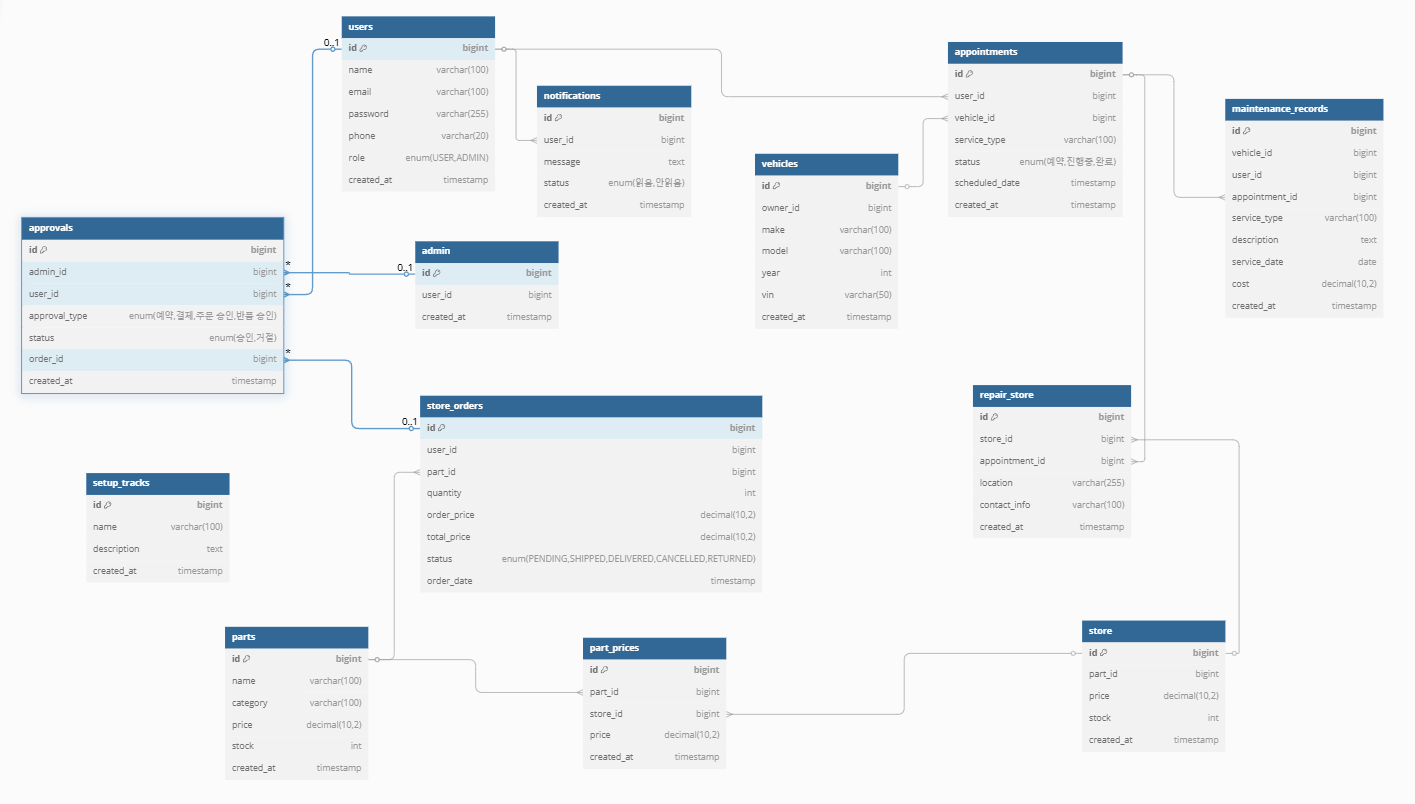 users
id bigint
name varchar(100)
email varchar(100)
password varchar(255)
phone varchar(20)
role enum(USER,ADMIN)
created_at timestamp
0..1
notifications
id bigint
user_id bigint
message text
status enum(읽음,안읽음)
created_at timestamp
appointments
id bigint
user_id bigint
vehicle_id bigint
service_type varchar(100)
status enum(예약,진행중,완료)
scheduled_date timestamp
created_at timestamp
maintenance_records
id bigint
vehicle_id bigint
user_id bigint
appointment_id bigint
service_type varchar(100)
description text
service_date date
cost decimal(10,2)
created_at timestamp
vehicles
id bigint
owner_id bigint
make varchar(100)
model varchar(100)
year int
vin varchar(50)
created_at timestamp
approvals
id bigint
admin_id bigint
user_id bigint
approval_type enum(예약,결제,주문 승인,반품 승인)
status enum(승인,거절)
order_id bigint
created_at timestamp
*
*
*
admin
0..1
id bigint
user_id bigint
created_at timestamp
store_orders
0..1
id bigint
user_id bigint
part_id bigint
quantity int
order_price decimal(10,2)
total_price decimal(10,2)
status enum(PENDING,SHIPPED,DELIVERED,CANCELLED,RETURNED)
order_date timestamp
repair_store
id bigint
store_id bigint
appointment_id bigint
location varchar(255)
contact_info varchar(100)
created_at timestamp
setup_tracks
id bigint
name varchar(100)
description text
created_at timestamp
parts
id bigint
name varchar(100)
category varchar(100)
price decimal(10,2)
stock int
created_at timestamp
part_prices
id bigint
part_id bigint
store_id bigint
price decimal(10,2)
created_at timestamp
store
id bigint
part_id bigint
price decimal(10,2)
stock int
created_at timestamp